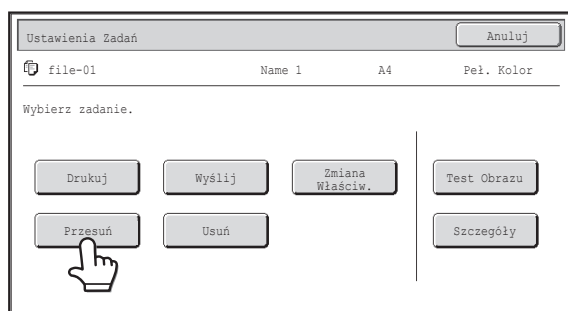 Ustawienia Zadań Anuluj
file-01 Name 1 A4 Peł. Kolor
Wybierz zadanie.
Drukuj Wyślij Zmiana Właściw. Test Obrazu
Przesuń Usuń Szczegóły